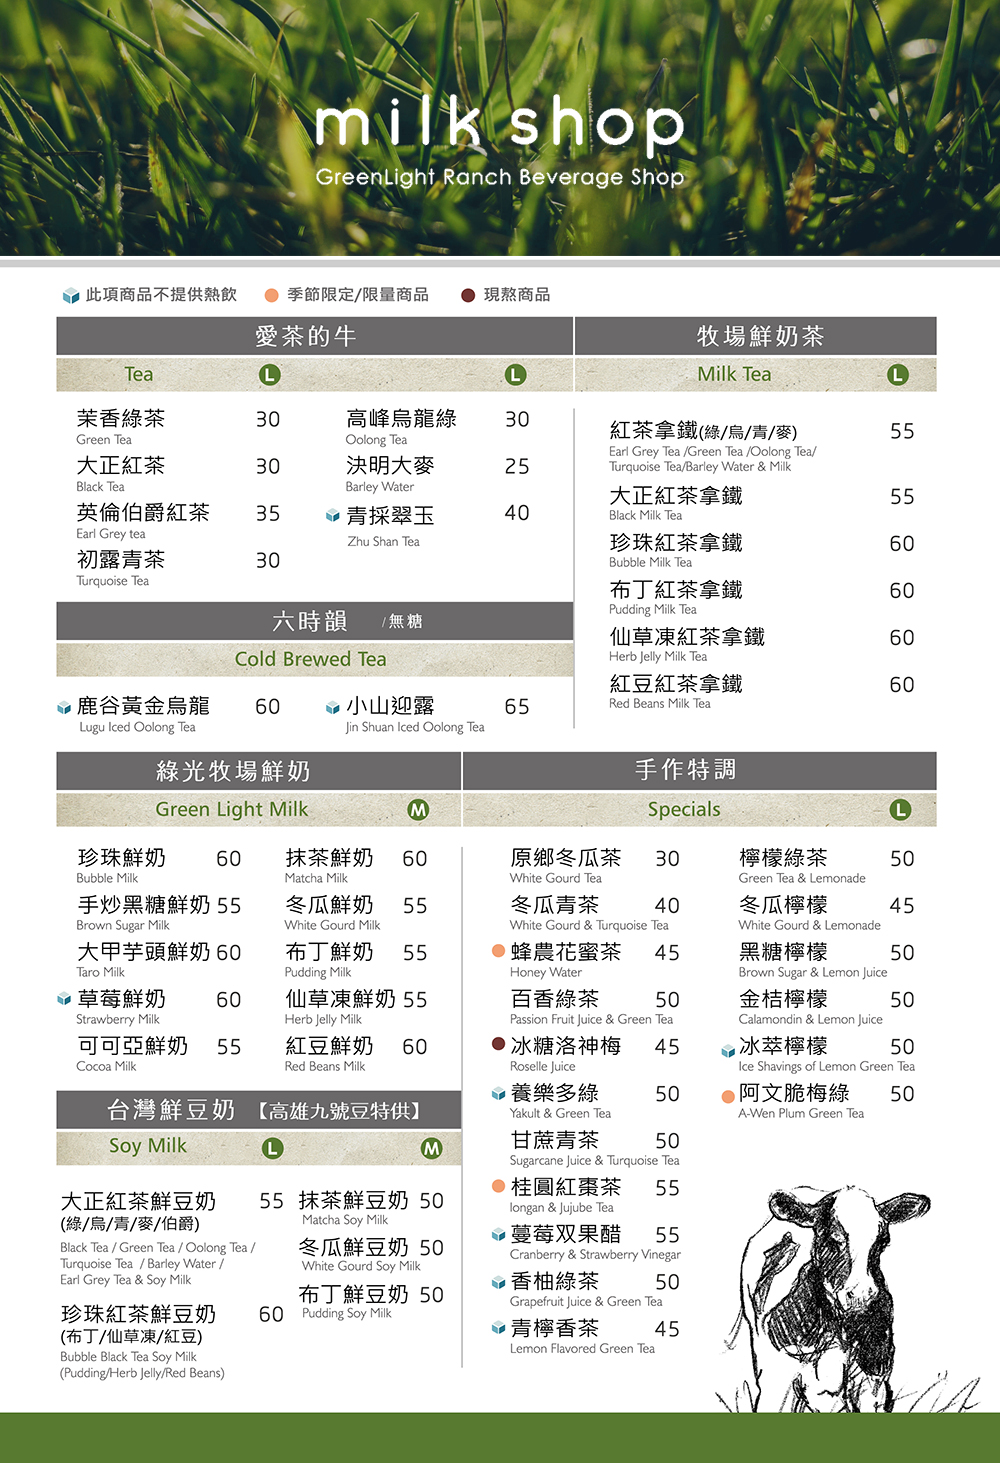 milk shop
GreenLight Ranch Beverage Shop
此項商品不提供熱飲
季節限定/限量商品
現熬商品
愛茶的牛
Tea L L
茉香綠茶 30
Green Tea
大正紅茶 30
Black Tea
英倫伯爵紅茶 35
Earl Grey tea
初露青茶 30
Turquoise Tea
高峰烏龍綠 30
Oolong Tea
決明大麥 25
Barley Water
青採翠玉 40
Zhu Shan Tea
六時韻 /無糖
Cold Brewed Tea
鹿谷黃金烏龍 60
Lugu Iced Oolong Tea
小山迎露 65
Jin Shuan Iced Oolong Tea
牧場鮮奶茶
Milk Tea L
紅茶拿鐵(綠/烏/青/麥) 55
Earl Grey Tea /Green Tea /Oolong Tea/
Turquoise Tea/Barley Water & Milk
大正紅茶拿鐵 55
Black Milk Tea
珍珠紅茶拿鐵 60
Bubble Milk Tea
布丁紅茶拿鐵 60
Pudding Milk Tea
仙草凍紅茶拿鐵 60
Herb Jelly Milk Tea
紅豆紅茶拿鐵 60
Red Beans Milk Tea
綠光牧場鮮奶
Green Light Milk M
珍珠鮮奶 60
Bubble Milk
手炒黑糖鮮奶 55
Brown Sugar Milk
大甲芋頭鮮奶 60
Taro Milk
草莓鮮奶 60
Strawberry Milk
可可亞鮮奶 55
Cocoa Milk
抹茶鮮奶 60
Matcha Milk
冬瓜鮮奶 55
White Gourd Milk
布丁鮮奶 55
Pudding Milk
仙草凍鮮奶 55
Herb Jelly Milk
紅豆鮮奶 60
Red Beans Milk
台灣鮮豆奶 【高雄九號豆特供】
Soy Milk L M
大正紅茶鮮豆奶 55
(綠/烏/青/麥/伯爵)
Black Tea / Green Tea / Oolong Tea /
Turquoise Tea / Barley Water /
Earl Grey Tea & Soy Milk
珍珠紅茶鮮豆奶 60
(布丁/仙草凍/紅豆)
Bubble Black Tea Soy Milk
(Pudding/Herb Jelly/Red Beans)
抹茶鮮豆奶 50
Matcha Soy Milk
冬瓜鮮豆奶 50
White Gourd Soy Milk
布丁鮮豆奶 50
Pudding Soy Milk
手作特調
Specials L
原鄉冬瓜茶 30
White Gourd Tea
冬瓜青茶 40
White Gourd & Turquoise Tea
蜂農花蜜茶 45
Honey Water
百香綠茶 50
Passion Fruit Juice & Green Tea
冰糖洛神梅 45
Roselle Juice
養樂多綠 50
Yakult & Green Tea
甘蔗青茶 50
Sugarcane Juice & Turquoise Tea
桂圓紅棗茶 55
longan & Jujube Tea
蔓莓双果醋 55
Cranberry & Strawberry Vinegar
香柚綠茶 50
Grapefruit Juice & Green Tea
青檸香茶 45
Lemon Flavored Green Tea
檸檬綠茶 50
Green Tea & Lemonade
冬瓜檸檬 45
White Gourd & Lemonade
黑糖檸檬 50
Brown Sugar & Lemon Juice
金桔檸檬 50
Calamondin & Lemon Juice
冰萃檸檬 50
Ice Shavings of Lemon Green Tea
阿文脆梅綠 50
A-Wen Plum Green Tea